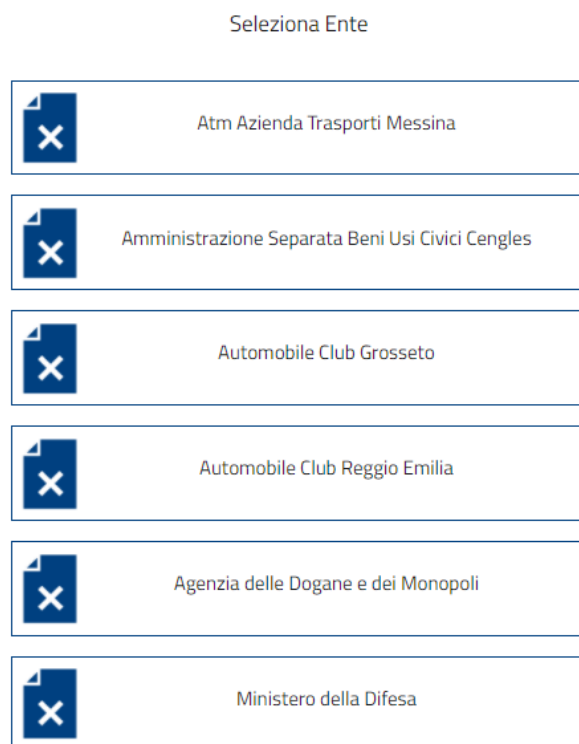 Seleziona Ente
Atm Azienda Trasporti Messina
Amministrazione Separata Beni Usi Civici Cengles
Automobile Club Grosseto
Automobile Club Reggio Emilia
Agenzia delle Dogane e dei Monopoli
Ministero della Difesa